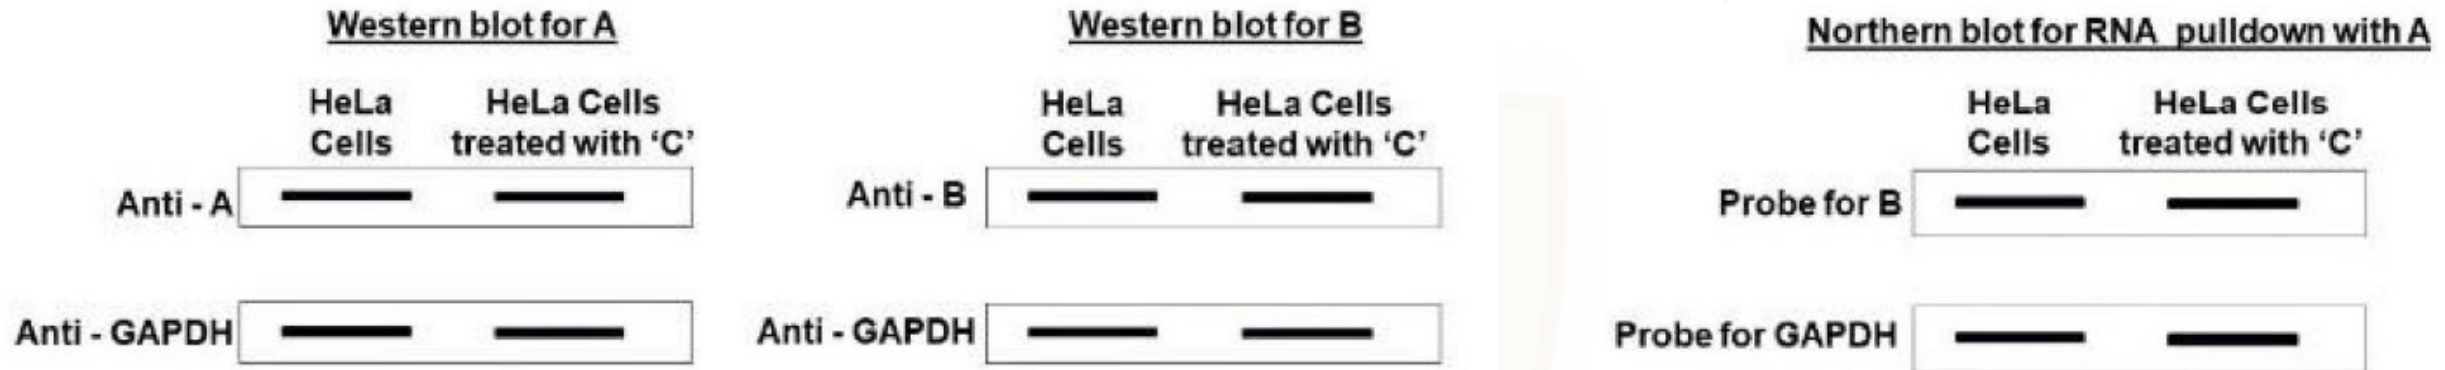 Western blot for A
HeLa Cells
HeLa Cells treated with ‘C’
Anti - A
Anti - GAPDH
Western blot for B
HeLa Cells
HeLa Cells treated with ‘C’
Anti - B
Anti - GAPDH
Northern blot for RNA pulldown with A
HeLa Cells
HeLa Cells treated with ‘C’
Probe for B
Probe for GAPDH